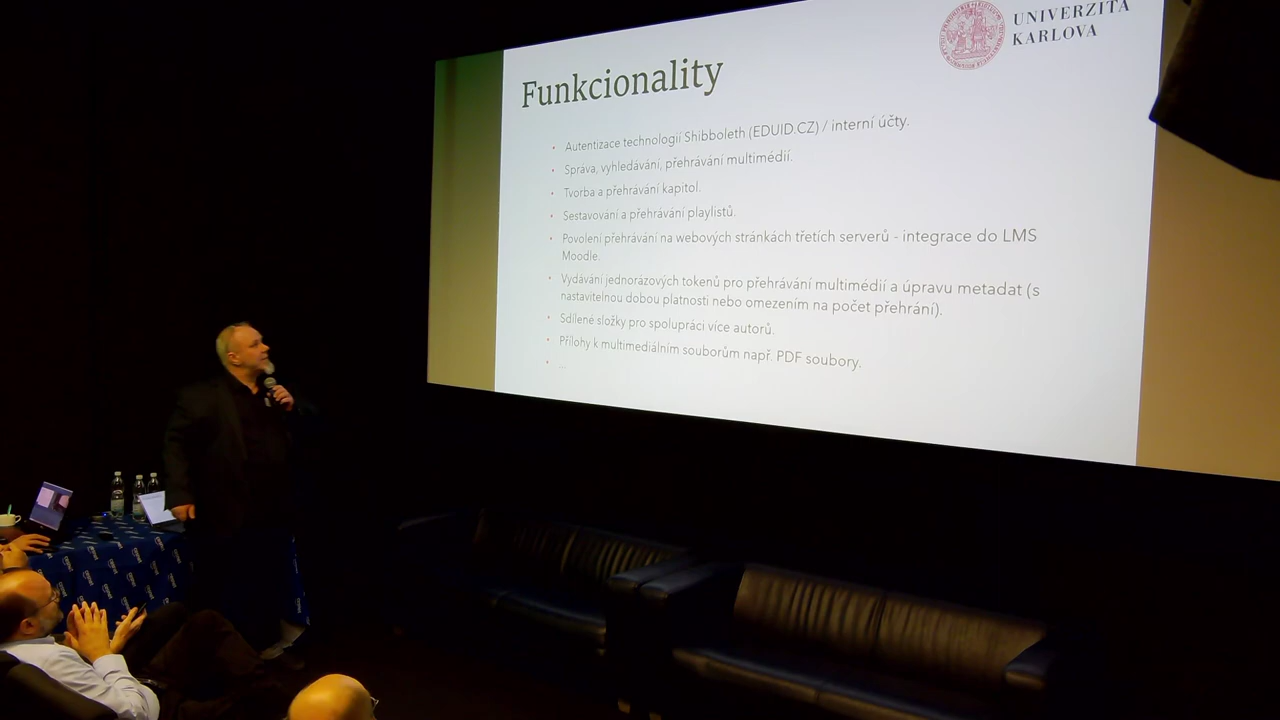 UNIVERZITA
KARLOVA
Funkcionality
Autentizace technologií Shibboleth (EDUID.CZ) / interní účty.
Správa, vyhledávání, přehrávání multimédií.
Tvorba a přehrávání kapitol.
Sestavování a přehrávání playlistů.
Povolení přehrávání na webových stránkách třetích serverů - integrace do LMS
Moodle.
Vydávání jednorázových tokenů pro přehrávání multimédií a úpravu metadat (s
nastavitelnou dobou platnosti nebo omezením na počet přehrání).
Sdílené složky pro spolupráci více autorů.
Přílohy k multimediálním souborům např. PDF soubory.
...